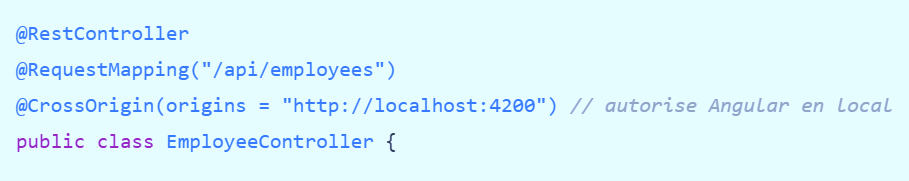 @RestController
@RequestMapping("/api/employees")
@CrossOrigin(origins = "http://localhost:4200") // autorise Angular en local
public class EmployeeController {